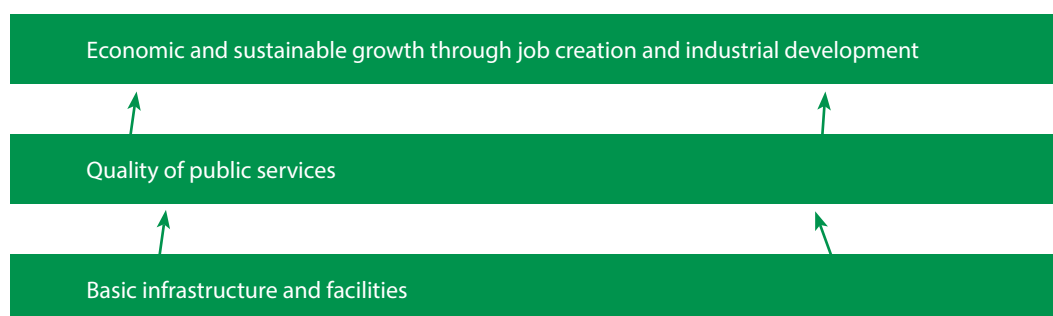 Economic and sustainable growth through job creation and industrial development
Quality of public services
Basic infrastructure and facilities